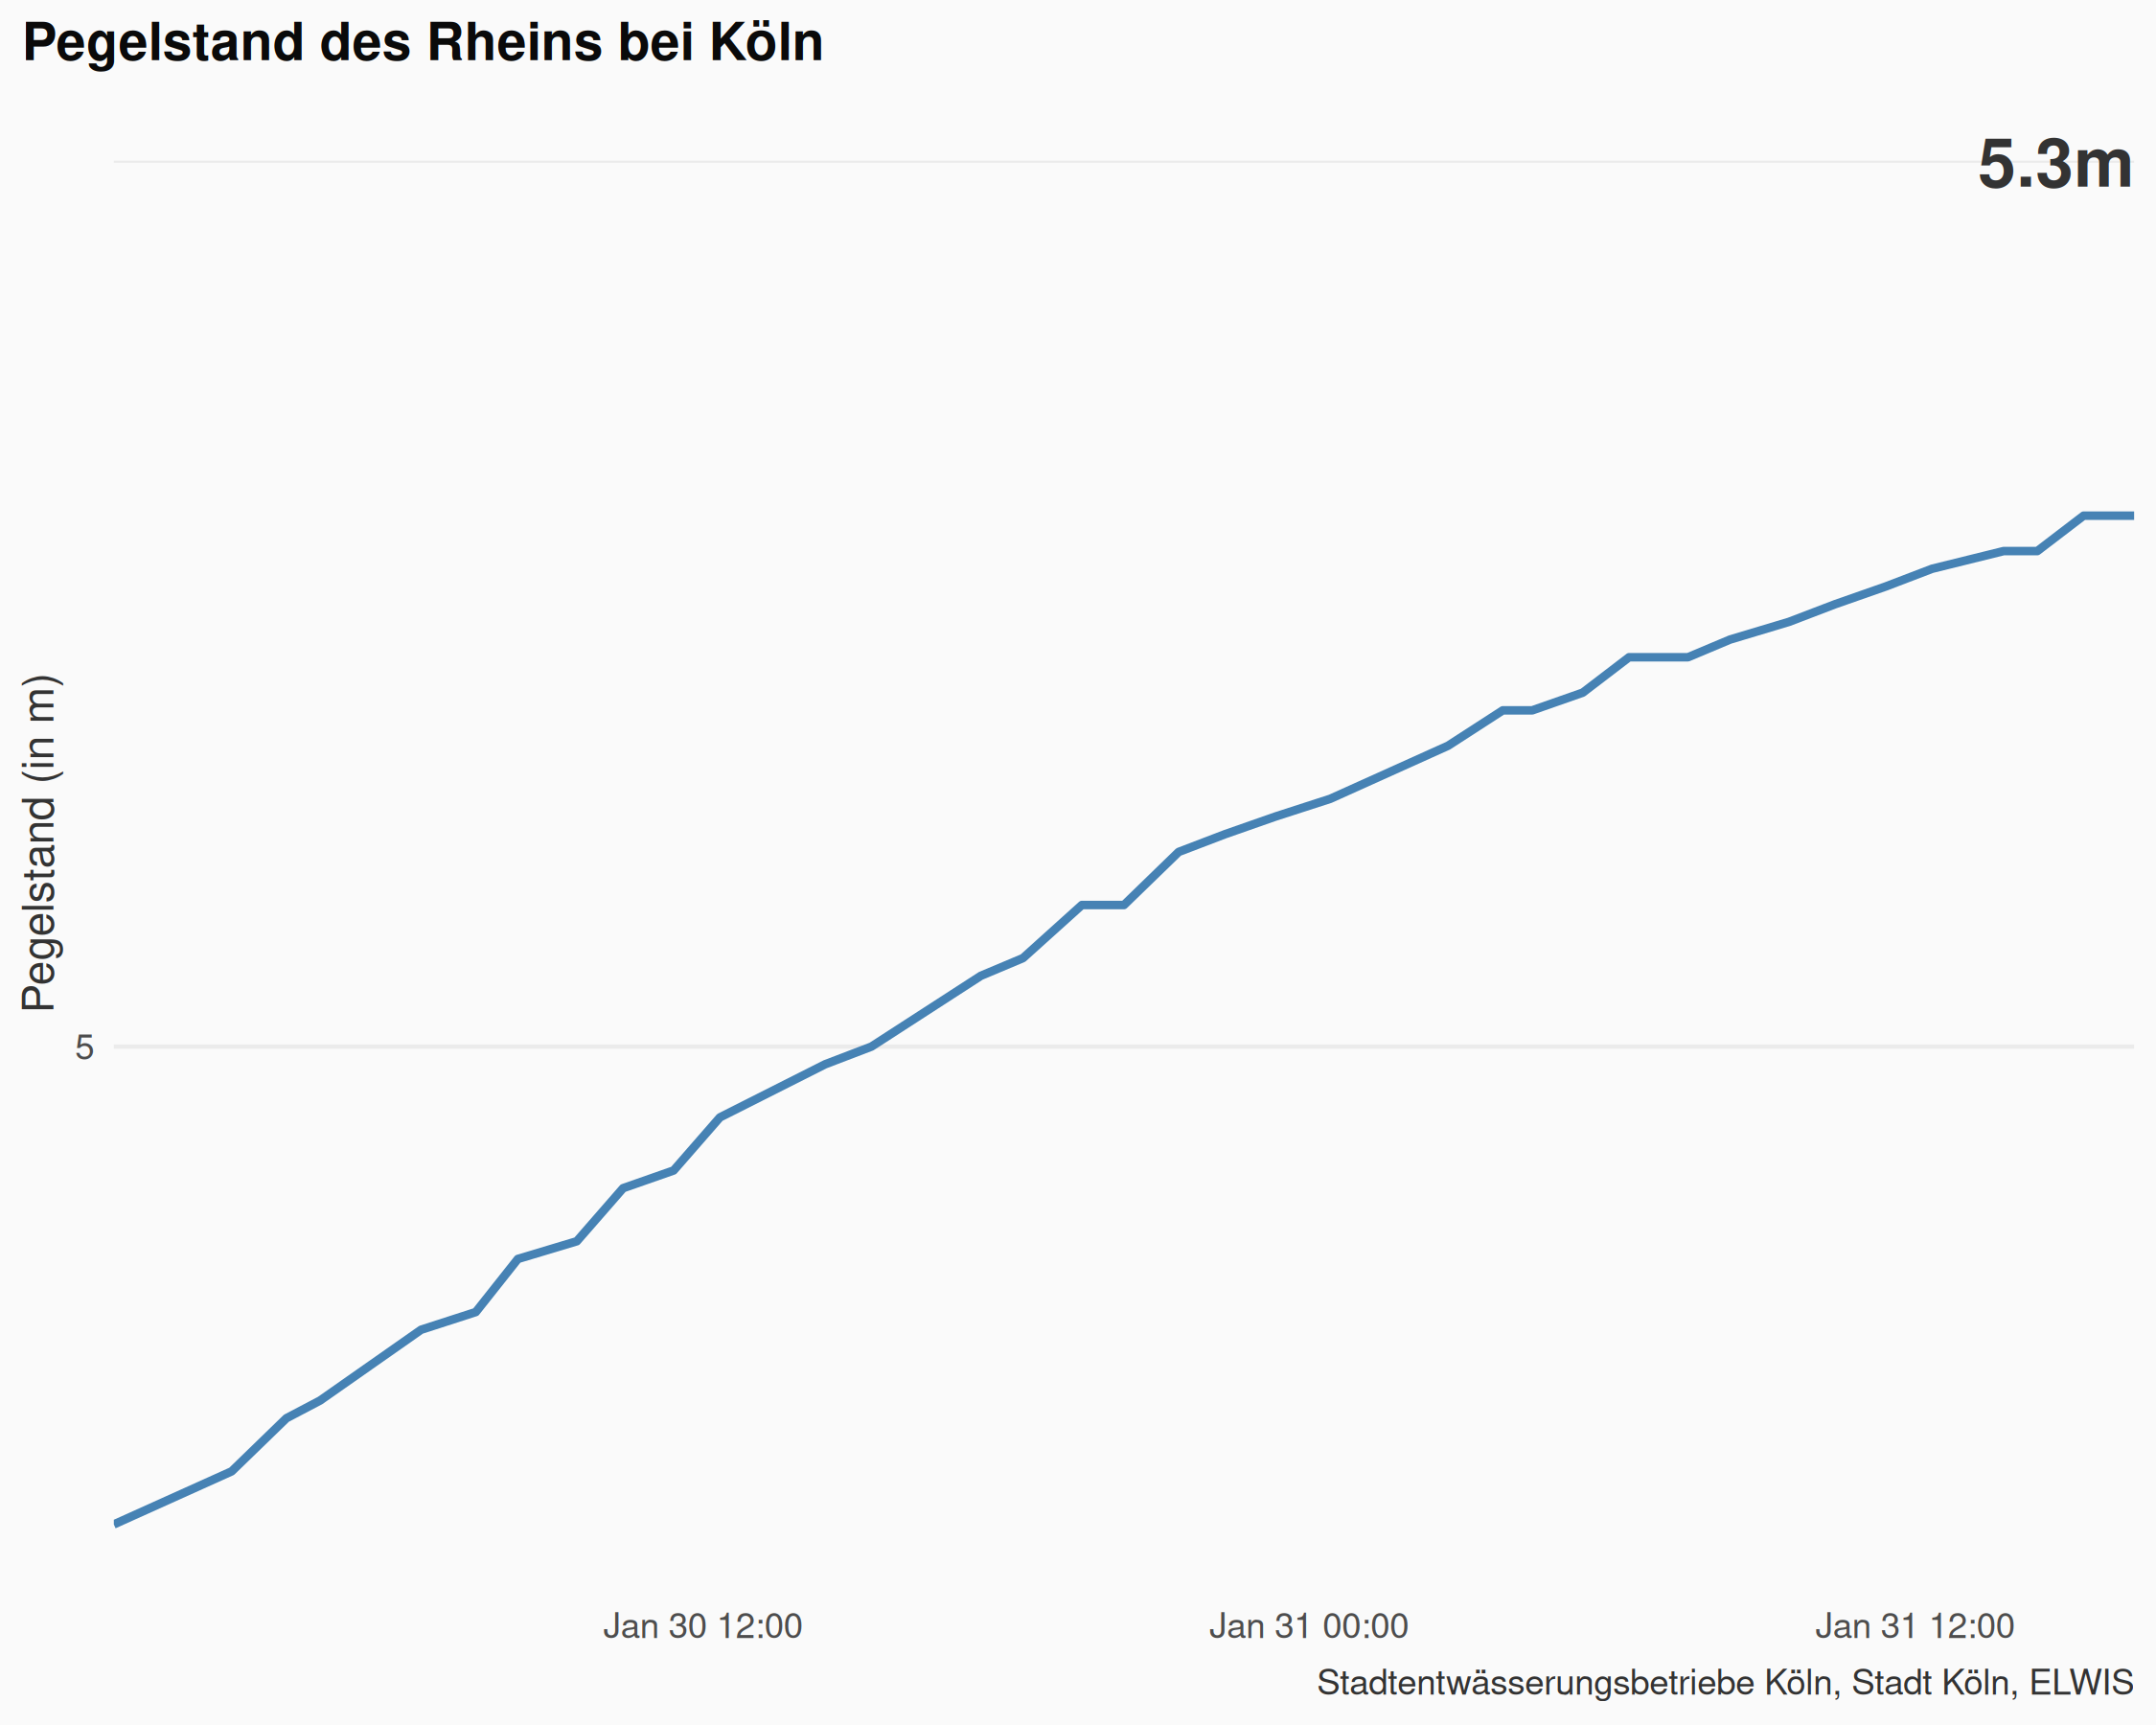 Pegelstand des Rheins bei Köln
5.3m
Pegelstand (in m)
5
Jan 30 12:00
Jan 31 00:00
Jan 31 12:00
Stadtentwässerungsbetriebe Köln, Stadt Köln, ELWIS